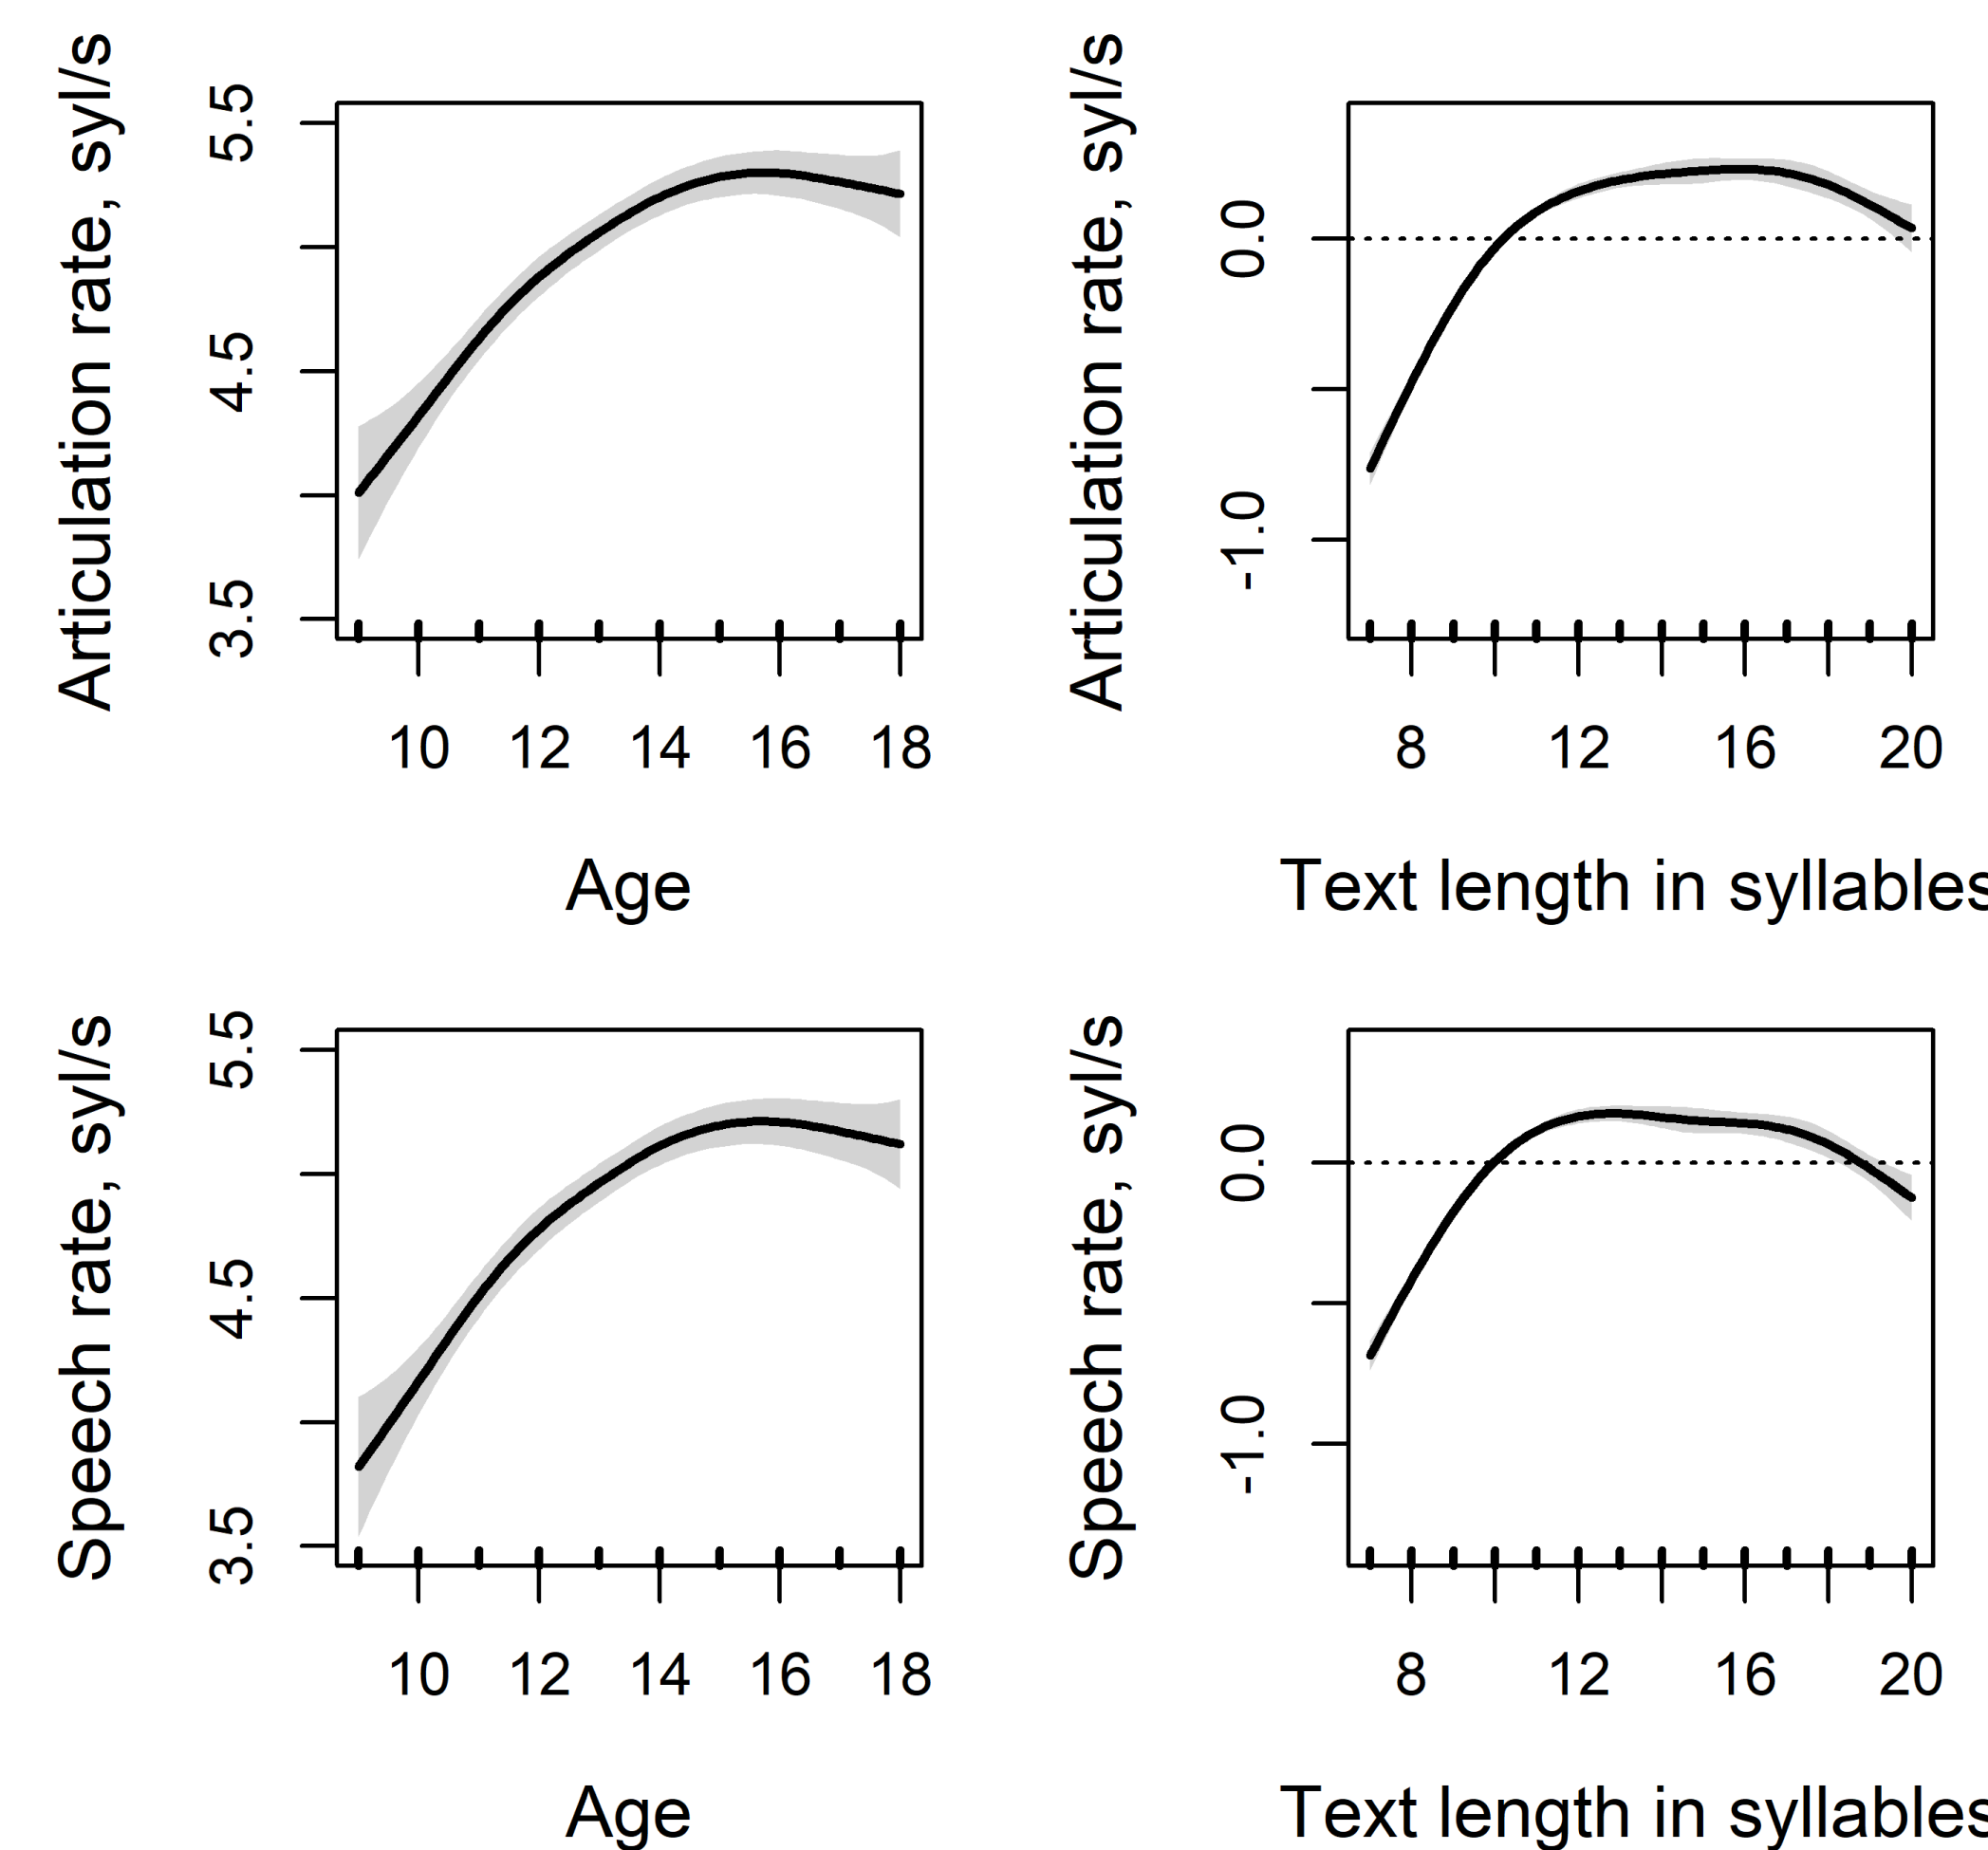 Articulation rate, syl/s
5.5
4.5
3.5
10 12 14 16 18
Age
Articulation rate, syl/s
0.0
-1.0
8 12 16 20
Text length in syllables
Speech rate, syl/s
5.5
4.5
3.5
10 12 14 16 18
Age
Speech rate, syl/s
0.0
-1.0
8 12 16 20
Text length in syllables